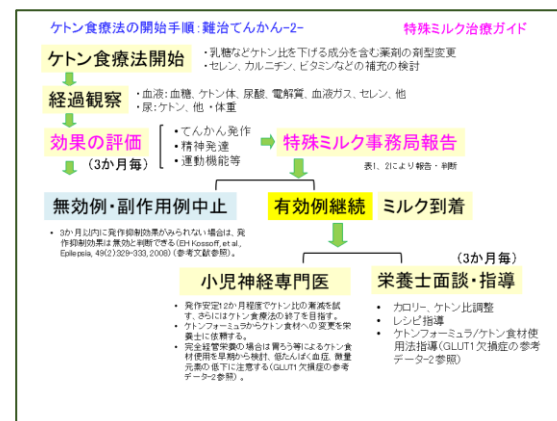 ケトン食療法の開始手順:難治てんかん-2-
特殊ミルク治療ガイド
ケトン食療法開始
・乳糖などケトン比を下げる成分を含む薬剤の剤型変更
・セレン、カルニチン、ビタミンなどの補充の検討
経過観察
・血液:血糖、ケトン体、尿酸、電解質、血液ガス、セレン、他
・尿:ケトン、他 ・体重
効果の評価
(3か月毎)
・てんかん発作
・精神発達
・運動機能等
特殊ミルク事務局報告
表1、2により報告・判断
無効例・副作用例中止
有効例継続
ミルク到着
• 3か月以内に発作抑制効果がみられない場合は、発
作抑制効果は無効と判断できる(EH Kossoff, et al.,
Epilepsia, 49(2):329-333, 2008) (参考文献参照)。
小児神経専門医
• 発作安定12か月程度でケトン比の漸減を試
す、さらにはケトン食療法の終了を目指す。
• ケトンフォーミュラからケトン食材への変更を栄
養士に依頼する。
• 完全経管栄養の場合は胃ろう等によるケトン食
材使用を早期から検討、低たんぱく血症、微量
元素の低下に注意する(GLUT1欠損症の参考
データ-2参照) 。
(3か月毎)
栄養士面談・指導
• カロリー、ケトン比調整
• レシピ指導
• ケトンフォーミュラ/ケトン食材使
用法指導(GLUT1欠損症の参考
データ-2参照)